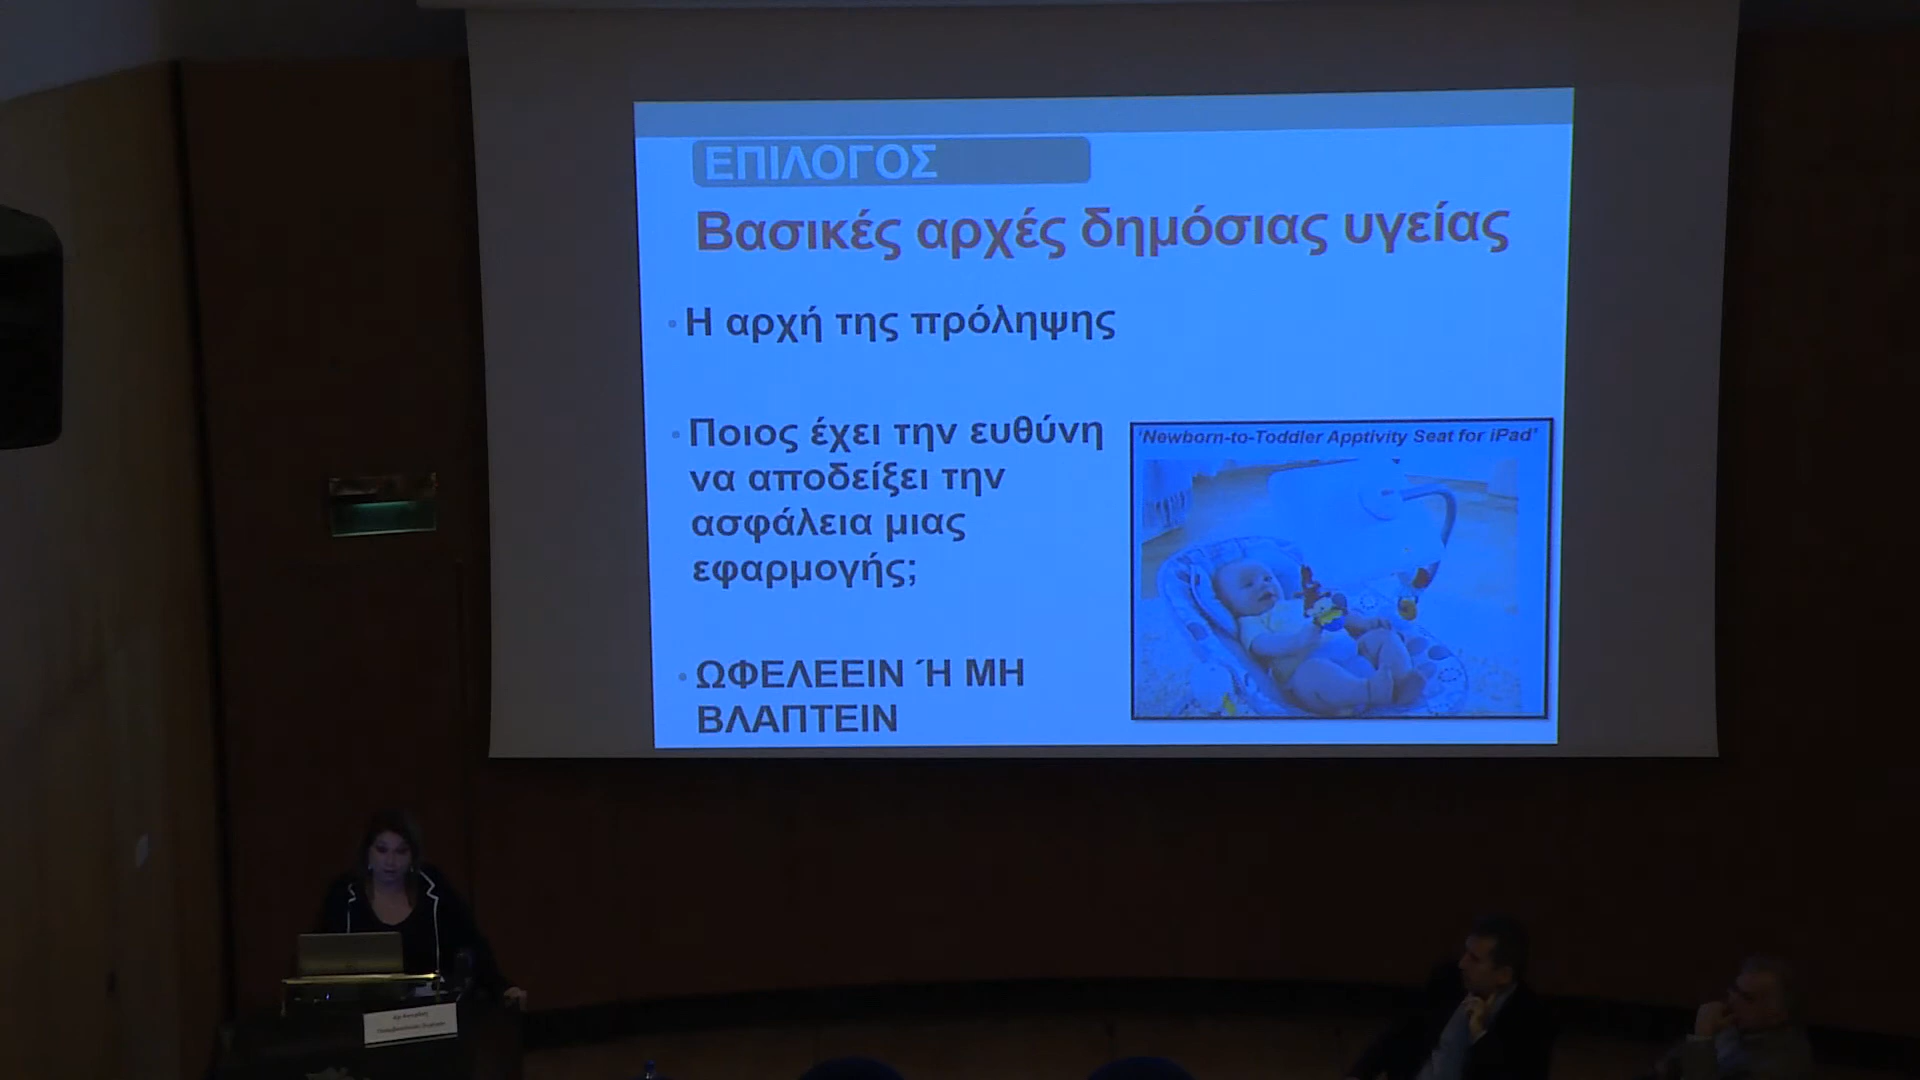 ΕΠΙΛΟΓΟΣ
Βασικές αρχές δημόσιας υγείας
• Η αρχή της πρόληψης
• Ποιος έχει την ευθύνη
να αποδείξει την
ασφάλεια μιας
εφαρμογής;
'Newborn-to-Toddler Apptivity Seat for iPad'
• ΩΦΕΛΕΕΙΝ Ή ΜΗ
ΒΛΑΠΤΕΙΝ